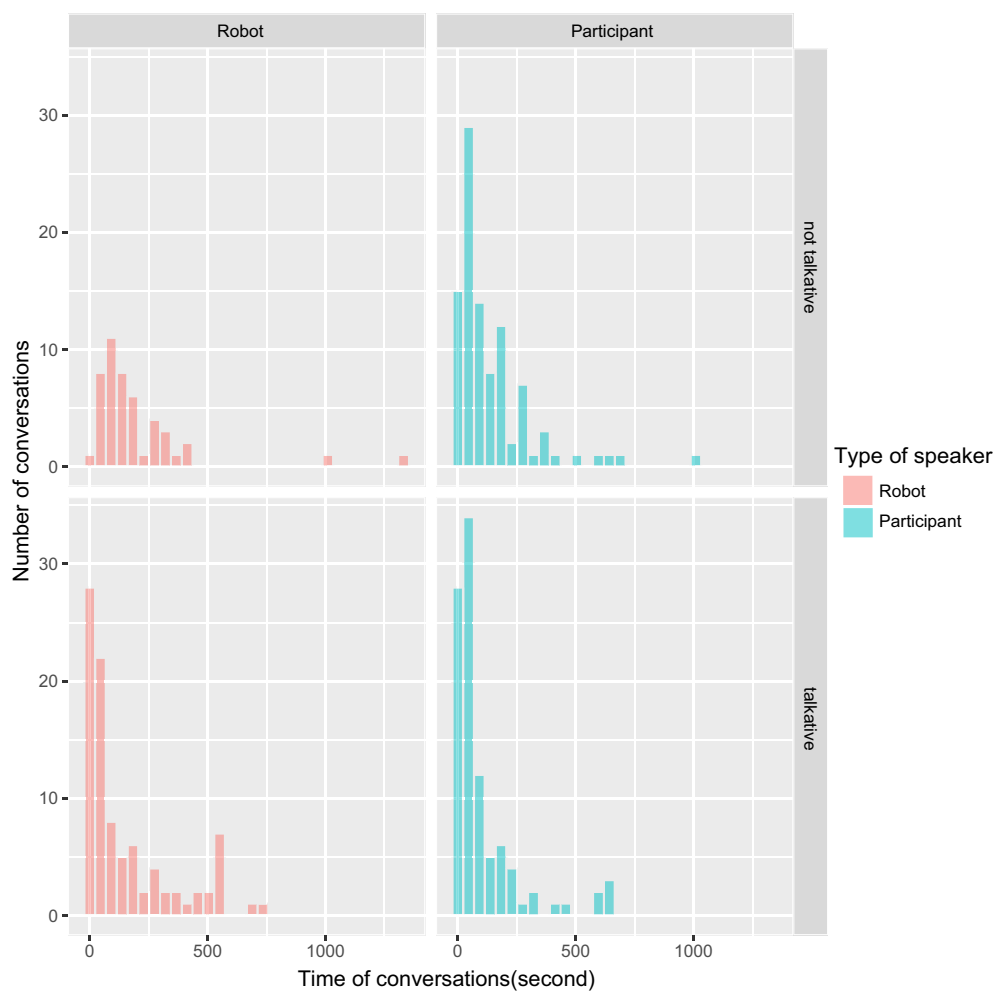 Robot
Participant
30
20
10
0
not talkative
30
20
10
0
talkative
0
500
1000
0
500
1000
Number of conversations
Time of conversations(second)
Type of speaker
Robot
Participant